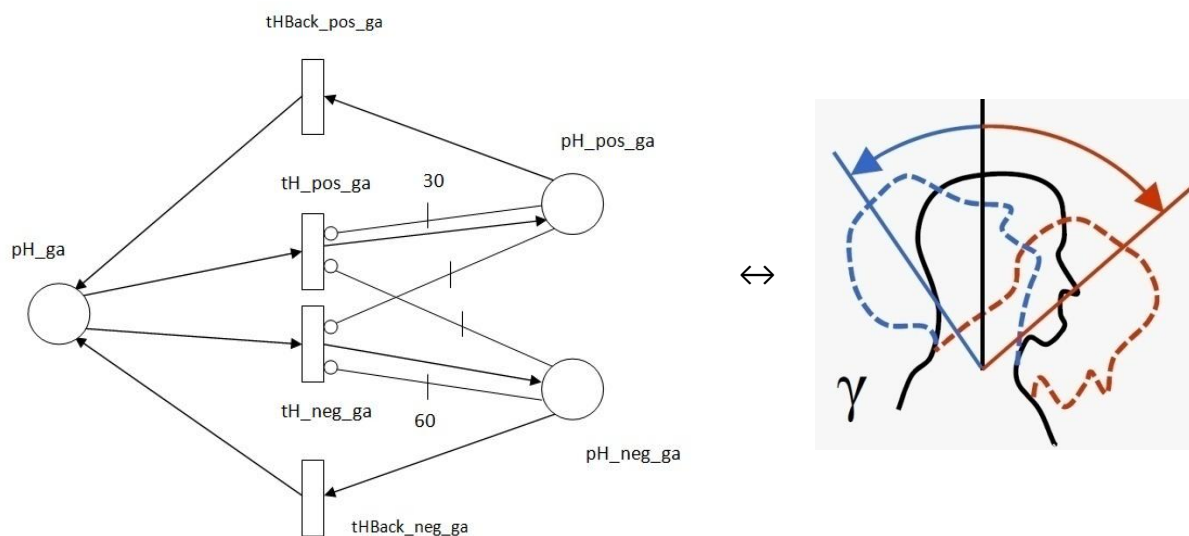 tHBack_pos_ga
pH_pos_ga
tH_pos_ga
30
pH_ga
↔
γ
tH_neg_ga
60
pH_neg_ga
tHBack_neg_ga